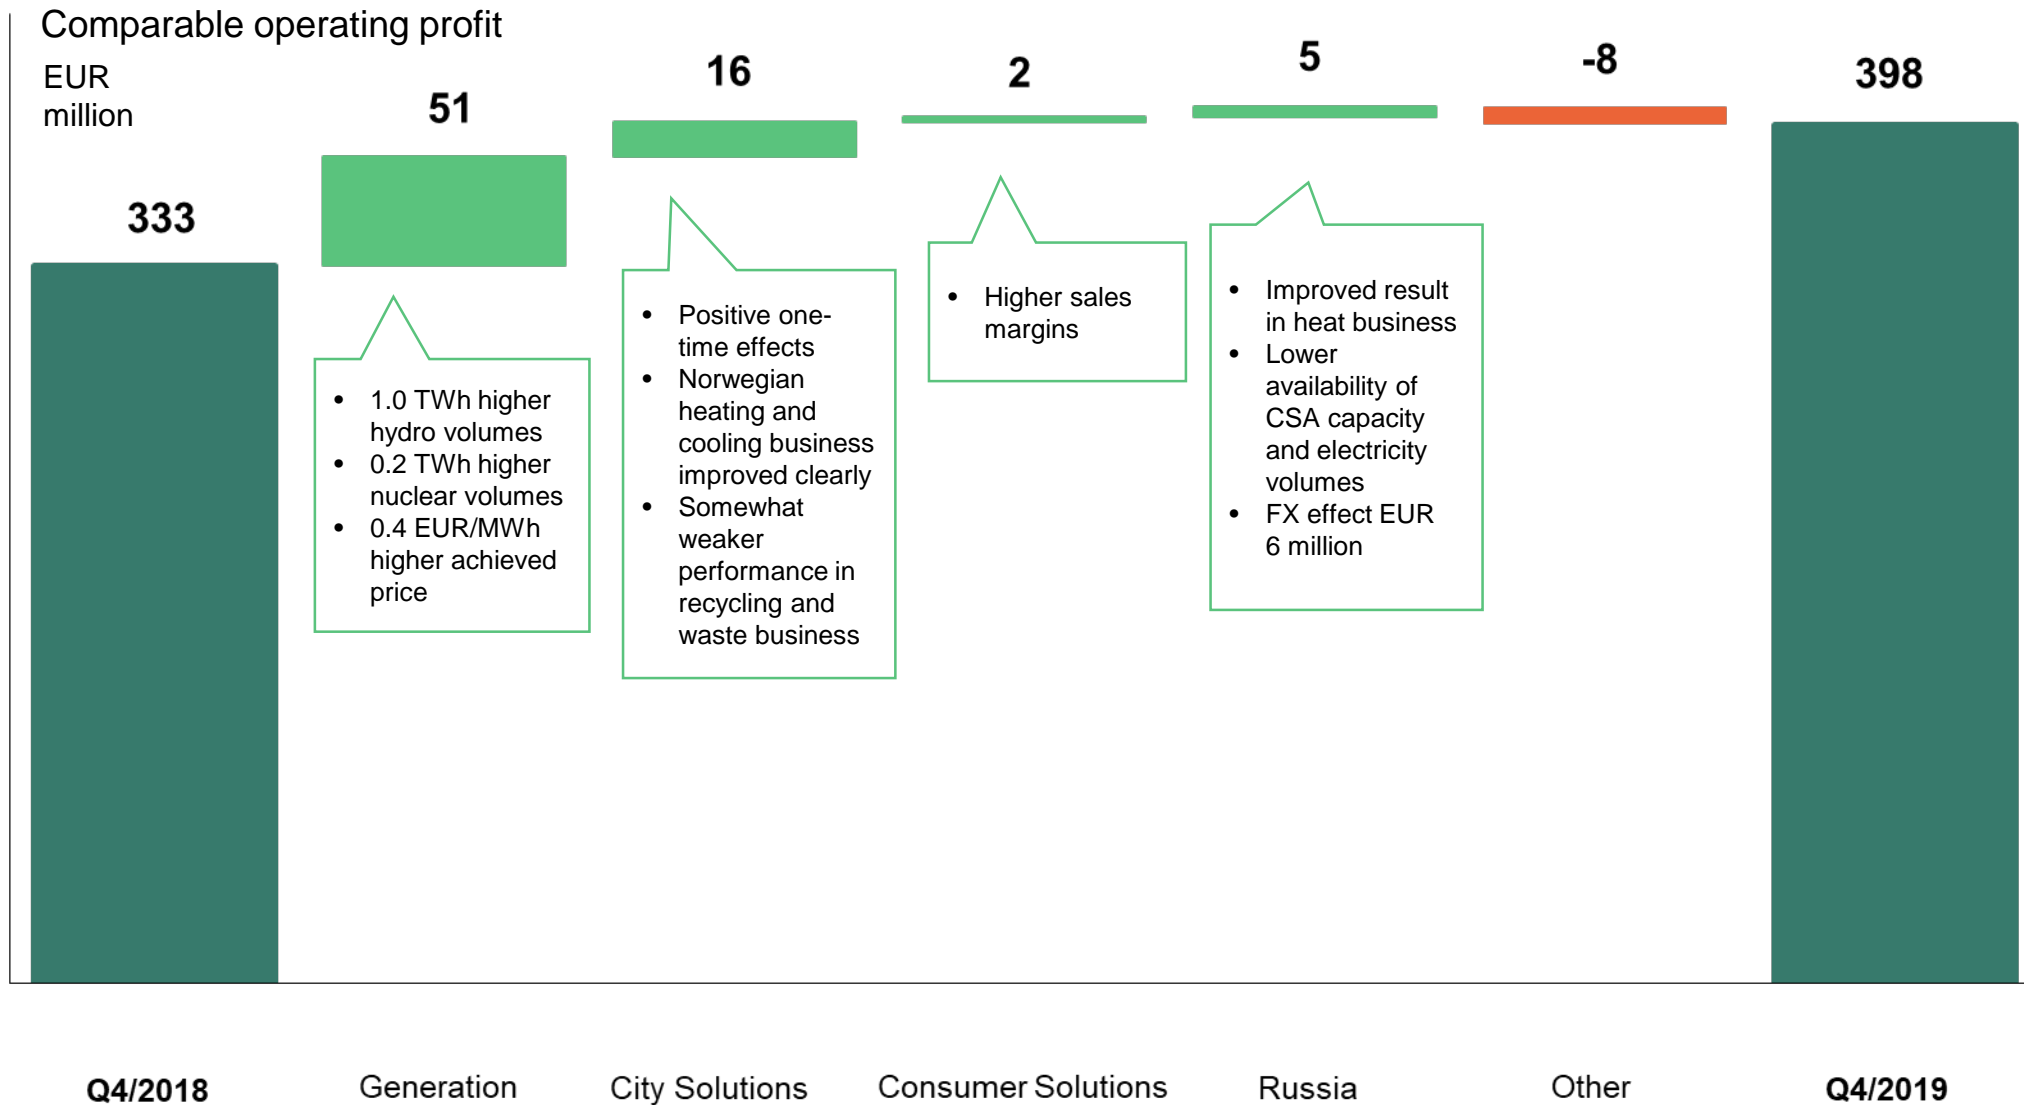 Comparable operating profit
EUR
million
333
51
16
2
5
-8
398
• 1.0 TWh higher
hydro volumes
• 0.2 TWh higher
nuclear volumes
• 0.4 EUR/MWh
higher achieved
price
• Positive one-
time effects
• Norwegian
heating and
cooling business
improved clearly
• Somewhat
weaker
performance in
recycling and
waste business
• Higher sales
margins
• Improved result
in heat business
• Lower
availability of
CSA capacity
and electricity
volumes
• FX effect EUR
6 million
Q4/2018
Generation
City Solutions
Consumer Solutions
Russia
Other
Q4/2019